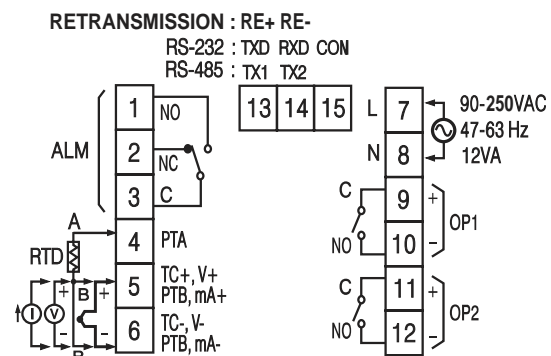 RETRANSMISSION : RE+ RE-
RS-232 : TXD RXD CON
RS-485 : TX1 TX2
13 14 15
ALM
1 NO
2 NC
3 C
4 PTA
5 TC+, V+
PTB, mA+
6 TC-, V-
PTB, mA-
A
RTD
B
B
I V
+ +
- -
L 7
N 8
90-250VAC
47-63 Hz
12VA
C 9 +
NO 10 -
OP1
C 11 +
NO 12 -
OP2